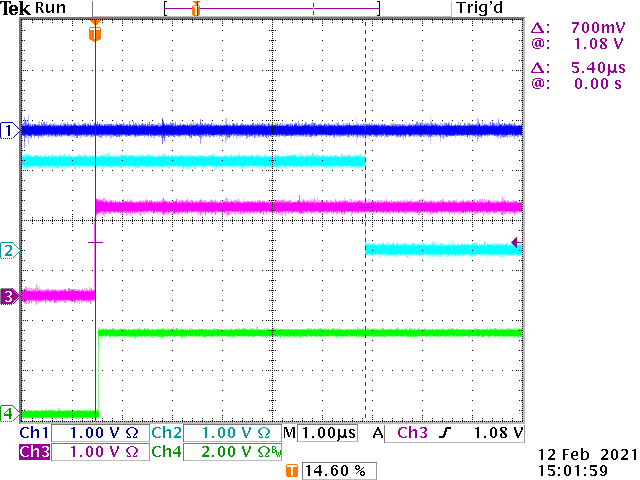 Tek Run Trig'd
T
T
Δ: 700mV
@: 1.08 V
Δ: 5.40µs
@: 0.00 s
1
2
3
4
Ch1 1.00 V Ω Ch2 1.00 V Ω M 1.00µs A Ch3 1.08 V
Ch3 1.00 V Ω Ch4 2.00 V Ω BW
T 14.60 %
12 Feb 2021
15:01:59